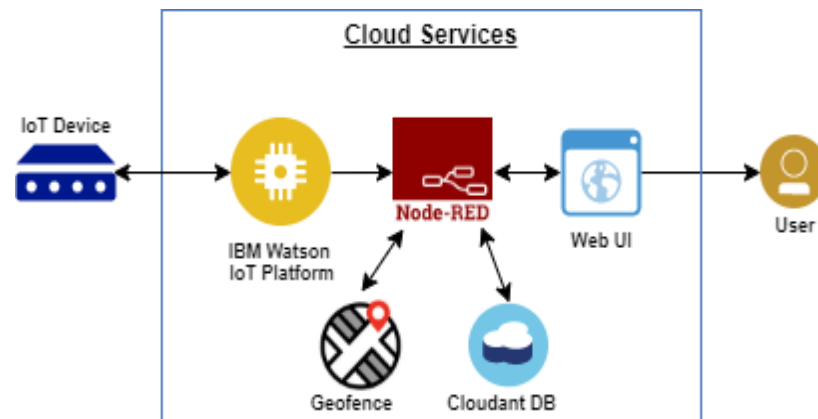 Cloud Services
IoT Device
Node-RED
IBM Watson
IoT Platform
Web UI
User
Geofence
Cloudant DB